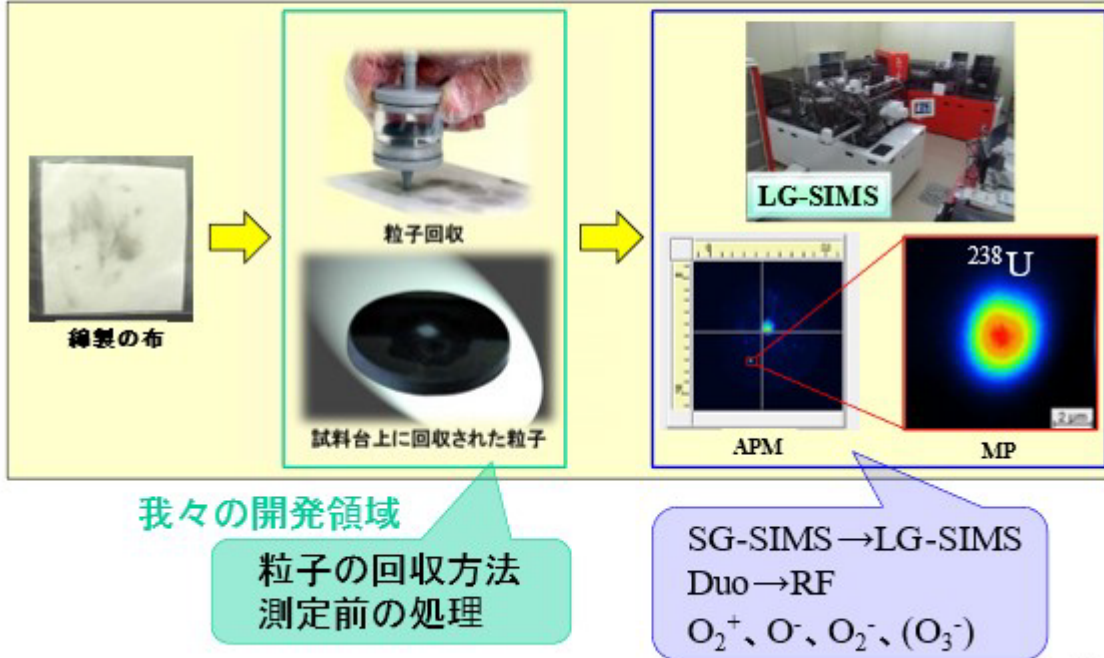 綿製の布
粒子回収
試料台上に回収された粒子
LG-SIMS
²³⁸U
2 μm
APM
MP
我々の開発領域
粒子の回収方法
測定前の処理
SG-SIMS→LG-SIMS
Duo→RF
O₂⁺、O⁻、O₂⁻、(O₃⁻)